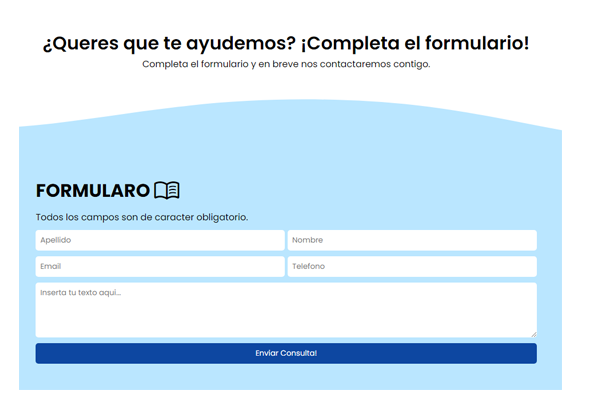 ¿Queres que te ayudemos? ¡Completa el formulario!
Completa el formulario y en breve nos contactaremos contigo.
FORMULARO
Todos los campos son de caracter obligatorio.
Apellido
Nombre
Email
Telefono
Inserta tu texto aqui...
Enviar Consulta!